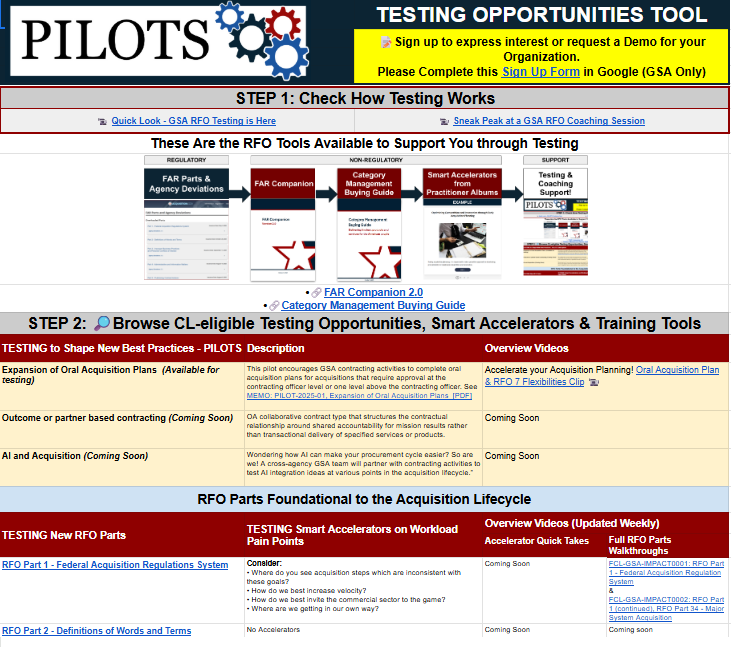 PILOTS
TESTING OPPORTUNITIES TOOL
Sign up to express interest or request a Demo for your
Organization.
Please Complete this Sign Up Form in Google (GSA Only)
STEP 1: Check How Testing Works
Quick Look - GSA RFO Testing is Here
Sneak Peak at a GSA RFO Coaching Session
These Are the RFO Tools Available to Support You through Testing
REGULATORY
NON-REGULATORY
SUPPORT
FAR Parts &
Agency Deviations
FAR Companion
Category
Management
Buying Guide
Smart Accelerators
from
Practitioner Albums
Testing &
Coaching
Support!
EXAMPLE
FAR Companion
Category Management
Buying Guide
PILOTS
• FAR Companion 2.0
• Category Management Buying Guide
STEP 2: Browse CL-eligible Testing Opportunities, Smart Accelerators & Training Tools
TESTING to Shape New Best Practices - PILOTS
Description
Overview Videos
Expansion of Oral Acquisition Plans (Available for
testing)
This pilot encourages GSA contracting activities to complete oral
acquisition plans for acquisitions that require approval at the
contracting officer level or one level above the contracting officer. See
MEMO: PILOT-2025-01, Expansion of Oral Acquisition Plans [PDF]
Accelerate your Acquisition Planning! Oral Acquisition Plan
& RFO 7 Flexibilities Clip
Outcome or partner based contracting (Coming Soon)
OA collaborative contract type that structures the contractual
relationship around shared accountability for mission results rather
than transactional delivery of specified services or products.
Coming Soon
AI and Acquisition (Coming Soon)
Wondering how AI can make your procurement cycle easier? So are
we! A cross-agency GSA team will partner with contracting activities to
test AI integration ideas at various points in the acquisition lifecycle."
Coming Soon
RFO Parts Foundational to the Acquisition Lifecycle
TESTING New RFO Parts
TESTING Smart Accelerators on Workload
Pain Points
Overview Videos (Updated Weekly)
Accelerator Quick Takes
Full RFO Parts
Walkthroughs
RFO Part 1 - Federal Acquisition Regulations System
Consider:
• Where do you see acquisition steps which are inconsistent with
these goals?
• How do we best increase velocity?
• How do we best invite the commercial sector to the game?
• Where are we getting in our own way?
Coming Soon
FCL-GSA-IMPACT0001: RFO Part
1 - Federal Acquisition Regulation
System
&
FCL-GSA-IMPACT0002: RFO Part
1 (continued), RFO Part 34 - Major
System Acquisition
RFO Part 2 - Definitions of Words and Terms
No Accelerators
Coming Soon
Coming soon